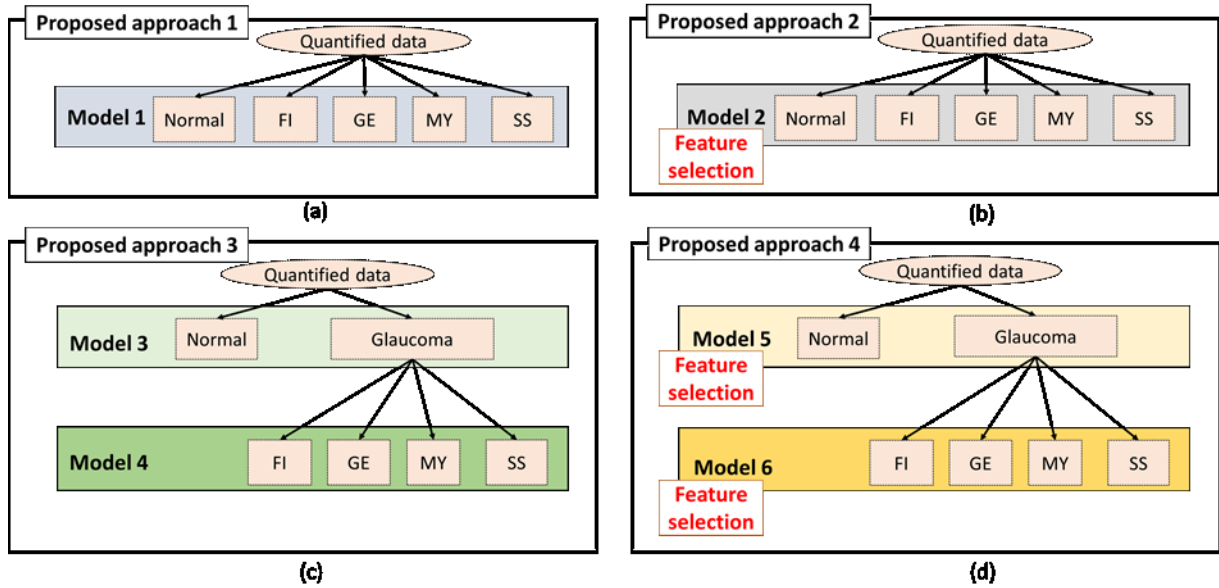 Proposed approach 1
Quantified data
Model 1
Normal
FI
GE
MY
SS
(a)
Proposed approach 2
Quantified data
Model 2
Normal
FI
GE
MY
SS
Feature
selection
(b)
Proposed approach 3
Quantified data
Model 3
Normal
Glaucoma
Model 4
FI
GE
MY
SS
(c)
Proposed approach 4
Quantified data
Model 5
Normal
Glaucoma
Feature
selection
Model 6
FI
GE
MY
SS
Feature
selection
(d)